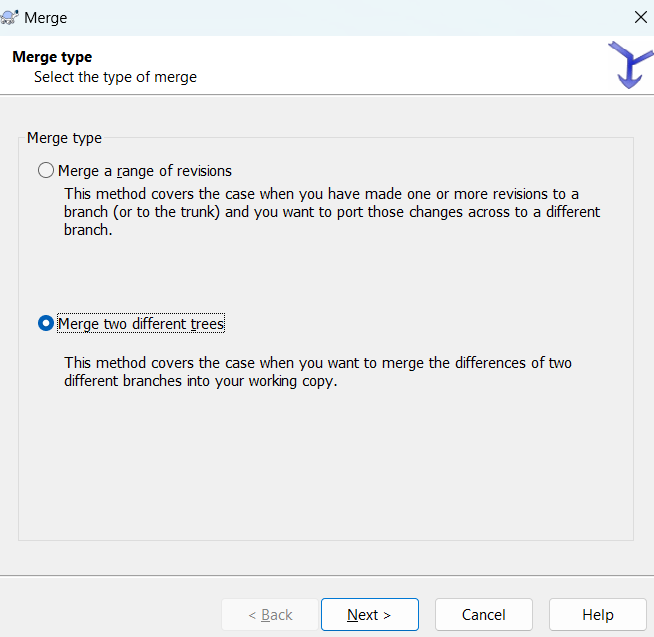 Merge
Merge type
Select the type of merge
Merge type
Merge a range of revisions
This method covers the case when you have made one or more revisions to a
branch (or to the trunk) and you want to port those changes across to a different
branch.
Merge two different trees
This method covers the case when you want to merge the differences of two
different branches into your working copy.
< Back Next > Cancel Help